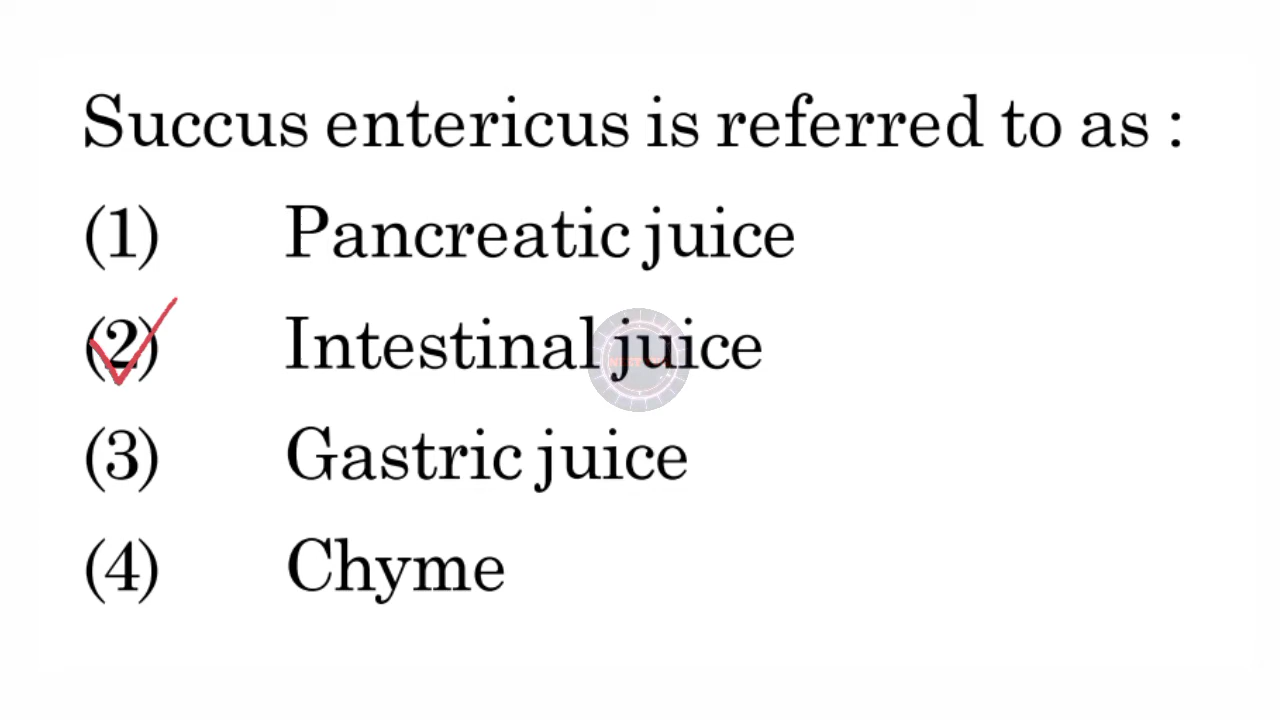 Succus entericus is referred to as :
(1) Pancreatic juice
(2) Intestinal juice
(3) Gastric juice
(4) Chyme